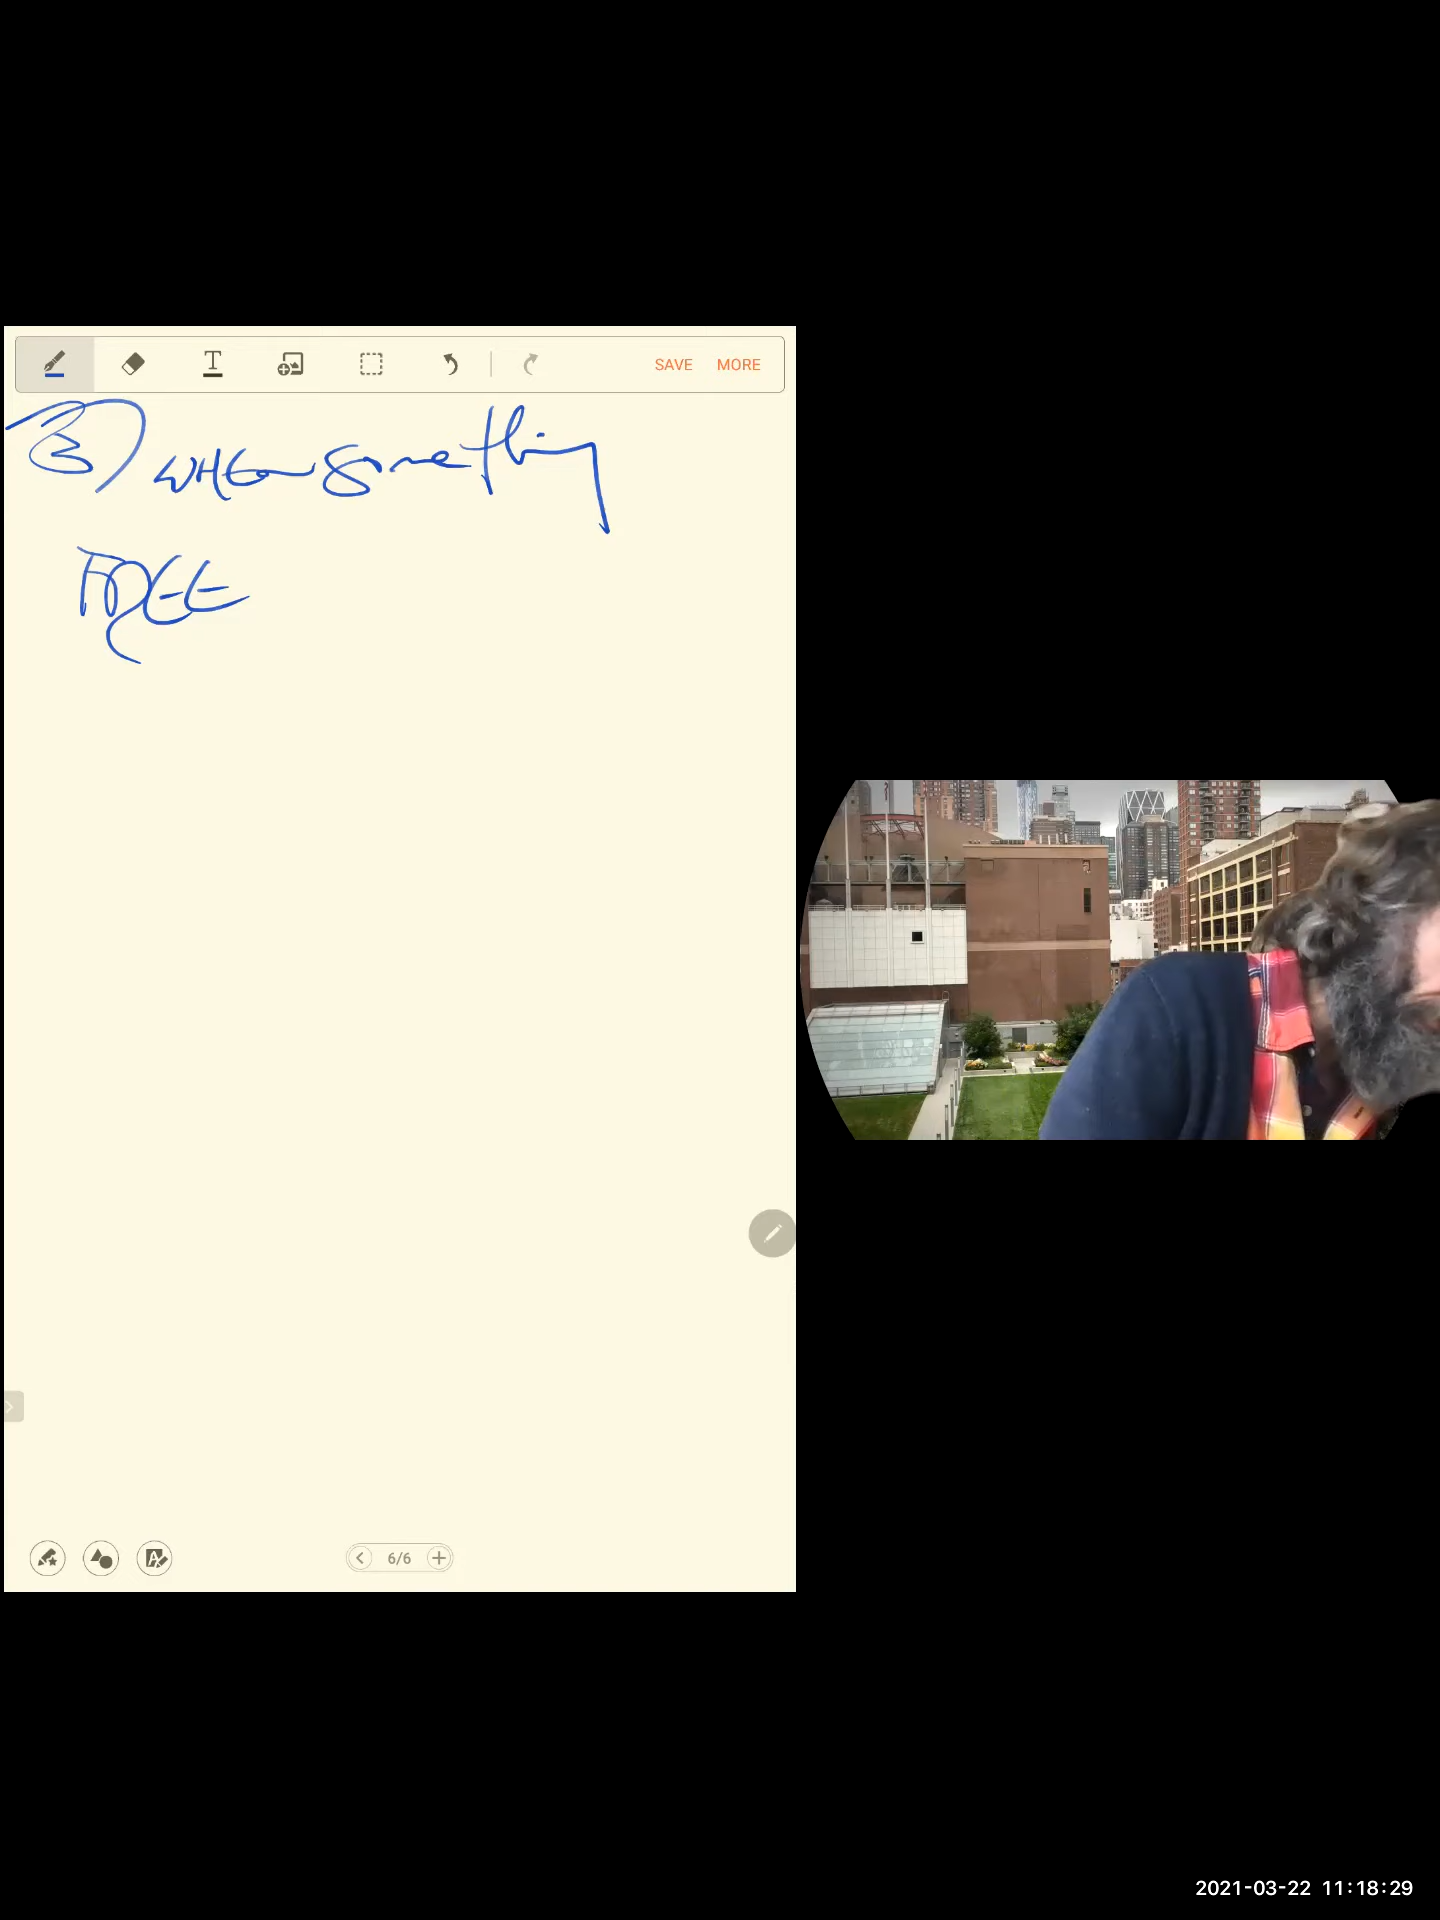 T
SAVE MORE
3) WHEn something
FREE
6/6
2021-03-22 11:18:29